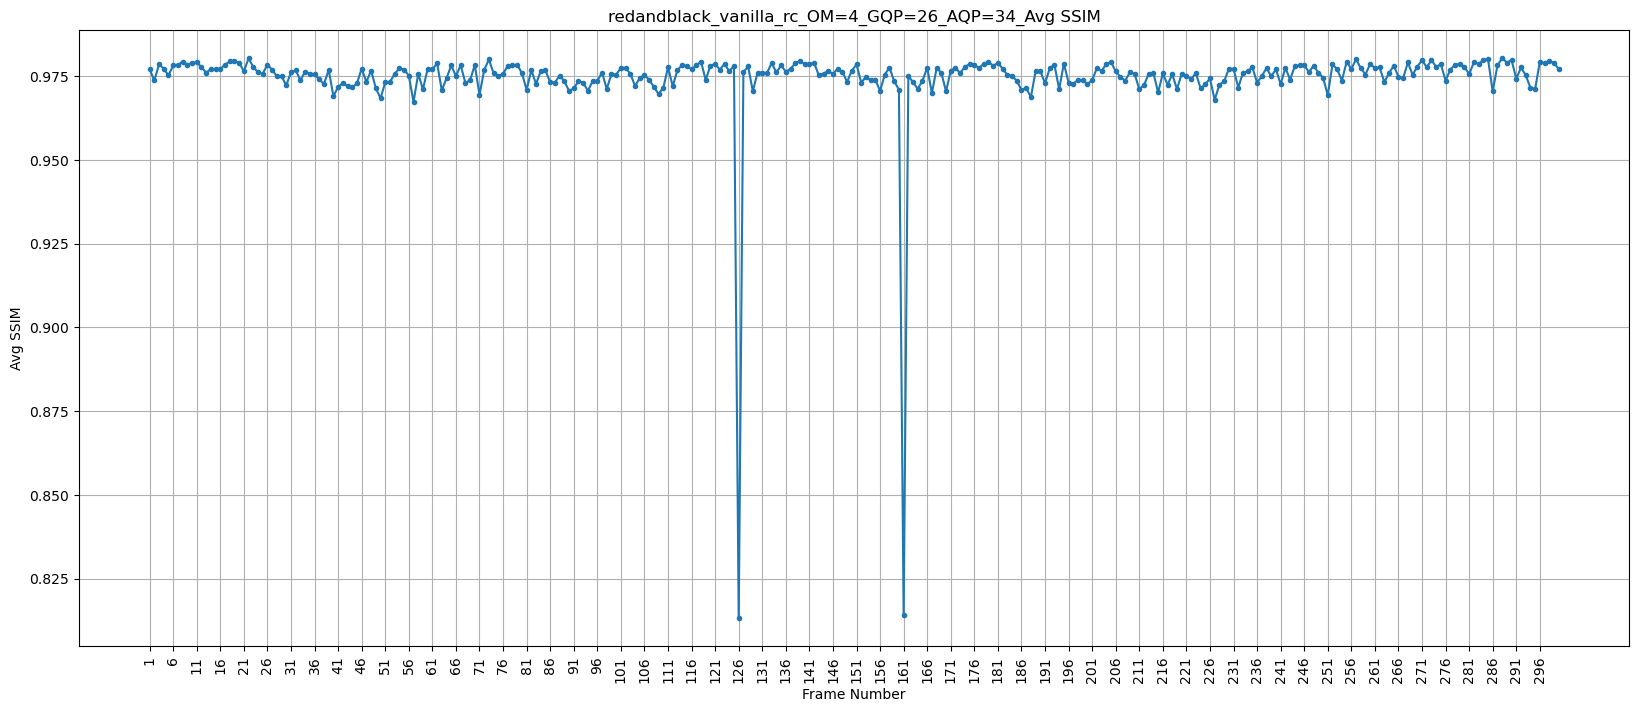 redandblack_vanilla_rc_OM=4_GQP=26_AQP=34_Avg SSIM
Avg SSIM
0.975
0.950
0.925
0.900
0.875
0.850
0.825
1 6 11 16 21 26 31 36 41 46 51 56 61 66 71 76 81 86 91 96 101 106 111 116 121 126 131 136 141 146 151 156 161 166 171 176 181 186 191 196 201 206 211 216 221 226 231 236 241 246 251 256 261 266 271 276 281 286 291 296
Frame Number